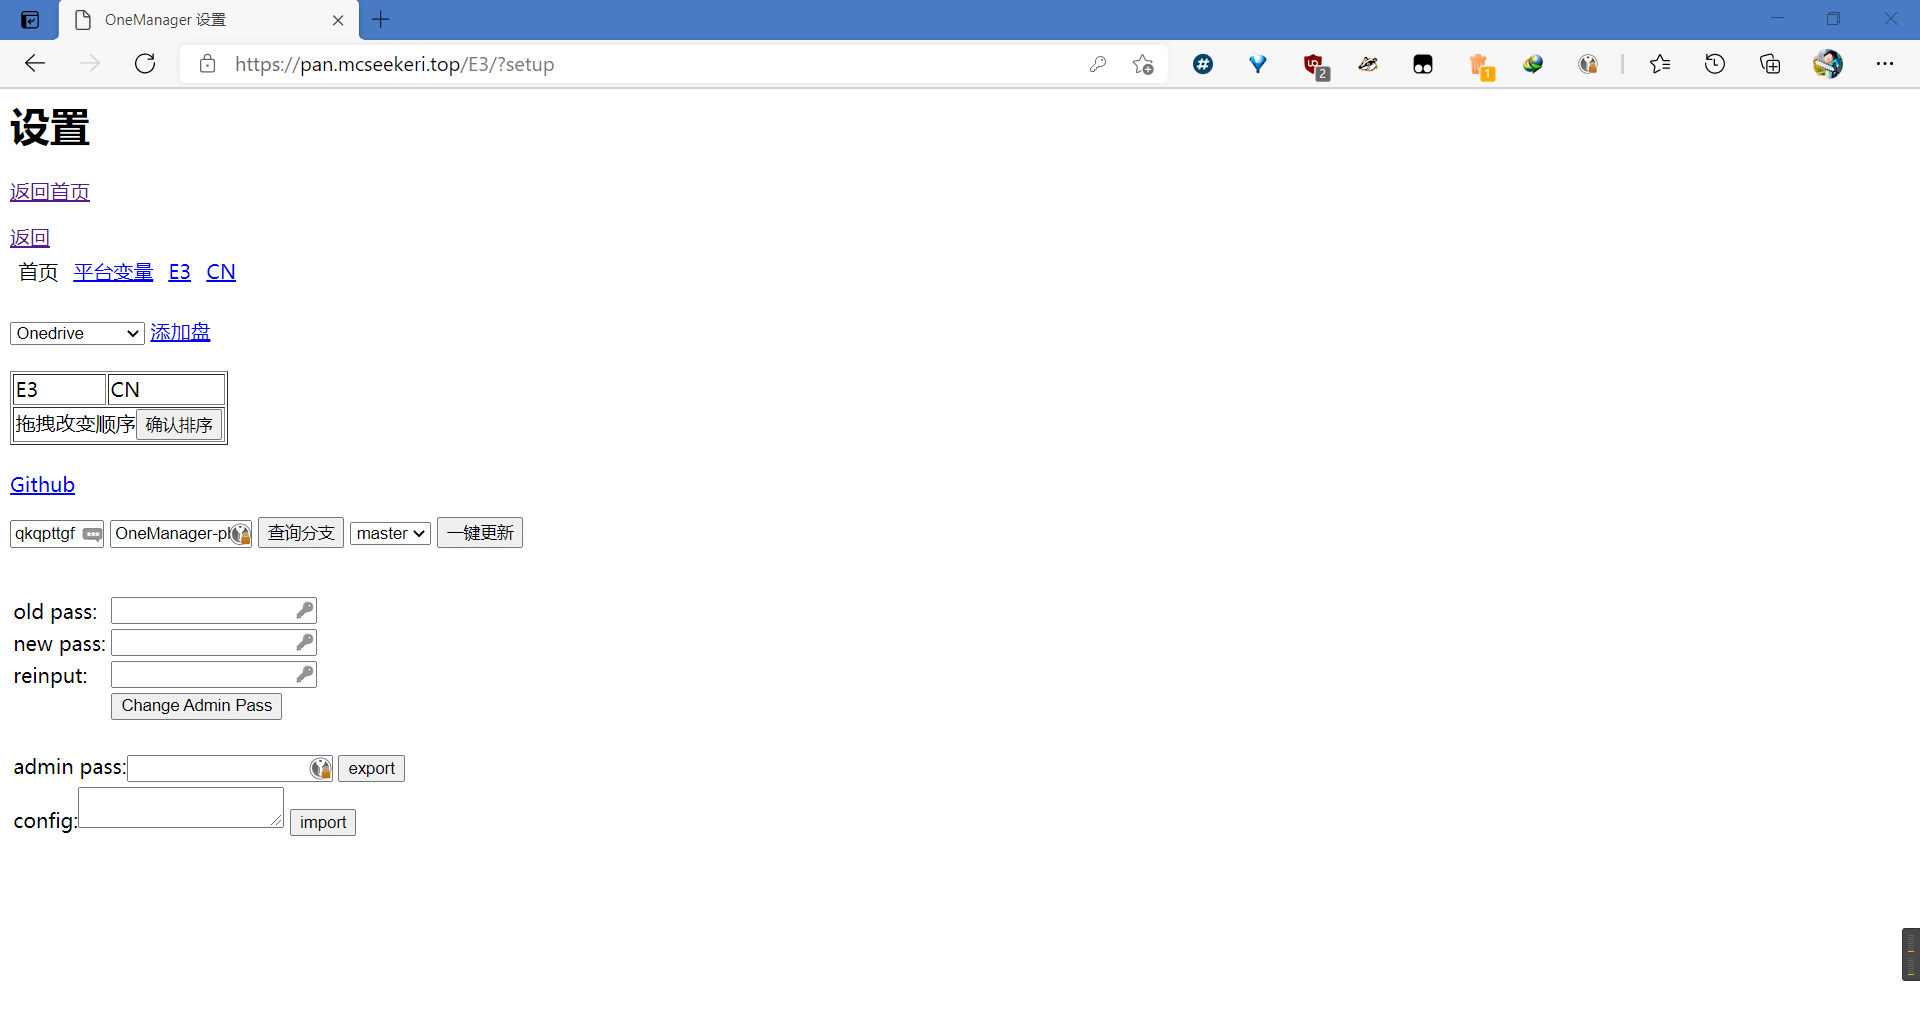 OneManager 设置
https://pan.mcseekeri.top/E3/?setup
2
1
设置
返回首页
返回
首页 平台变量 E3 CN
Onedrive 添加盘
E3 CN
拖拽改变顺序 确认排序
Github
qkqpttgf OneManager-ph 查询分支 master 一键更新
old pass:
new pass:
reinput:
Change Admin Pass
admin pass: export
config: import